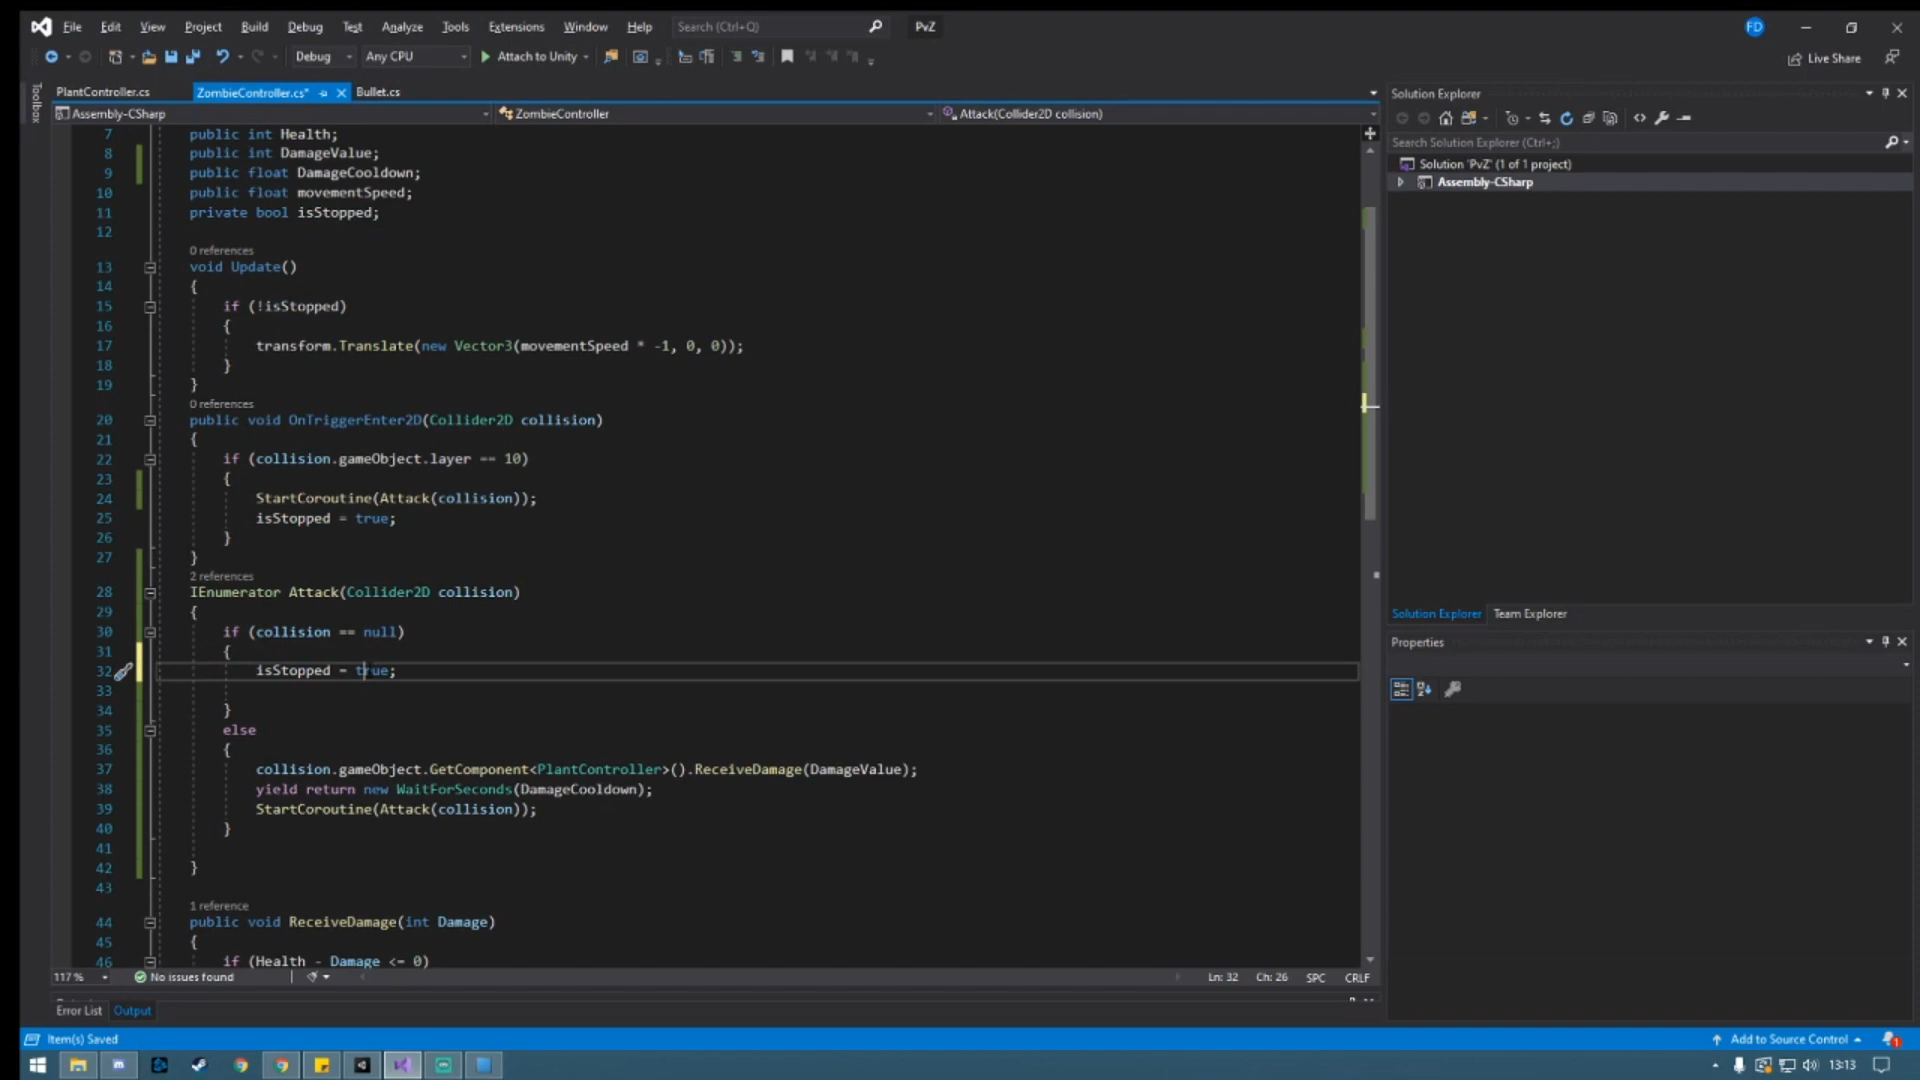 File Edit View Project Build Debug Test Analyze Tools Extensions Window Help Search (Ctrl+Q) PvZ FD
Debug Any CPU Attach to Unity Live Share
Toolbox
PlantController.cs ZombieController.cs* Bullet.cs
Assembly-CSharp ZombieController Attack(Collider2D collision)
7 public int Health;
8 public int DamageValue;
9 public float DamageCooldown;
10 public float movementSpeed;
11 private bool isStopped;
12
0 references
13 void Update()
14 {
15 if (!isStopped)
16 {
17 transform.Translate(new Vector3(movementSpeed * -1, 0, 0));
18 }
19 }
0 references
20 public void OnTriggerEnter2D(Collider2D collision)
21 {
22 if (collision.gameObject.layer == 10)
23 {
24 StartCoroutine(Attack(collision));
25 isStopped = true;
26 }
27 }
2 references
28 IEnumerator Attack(Collider2D collision)
29 {
30 if (collision == null)
31 {
32 isStopped = true;
33
34 }
35 else
36 {
37 collision.gameObject.GetComponent<PlantController>().ReceiveDamage(DamageValue);
38 yield return new WaitForSeconds(DamageCooldown);
39 StartCoroutine(Attack(collision));
40 }
41
42 }
43
1 reference
44 public void ReceiveDamage(int Damage)
45 {
46 if (Health - Damage <= 0)
117 % No issues found Ln: 32 Ch: 26 SPC CRLF
Error List Output
Solution Explorer
Search Solution Explorer (Ctrl+;)
Solution 'PvZ' (1 of 1 project)
Assembly-CSharp
Solution Explorer Team Explorer
Properties
Item(s) Saved Add to Source Control 1
13:13